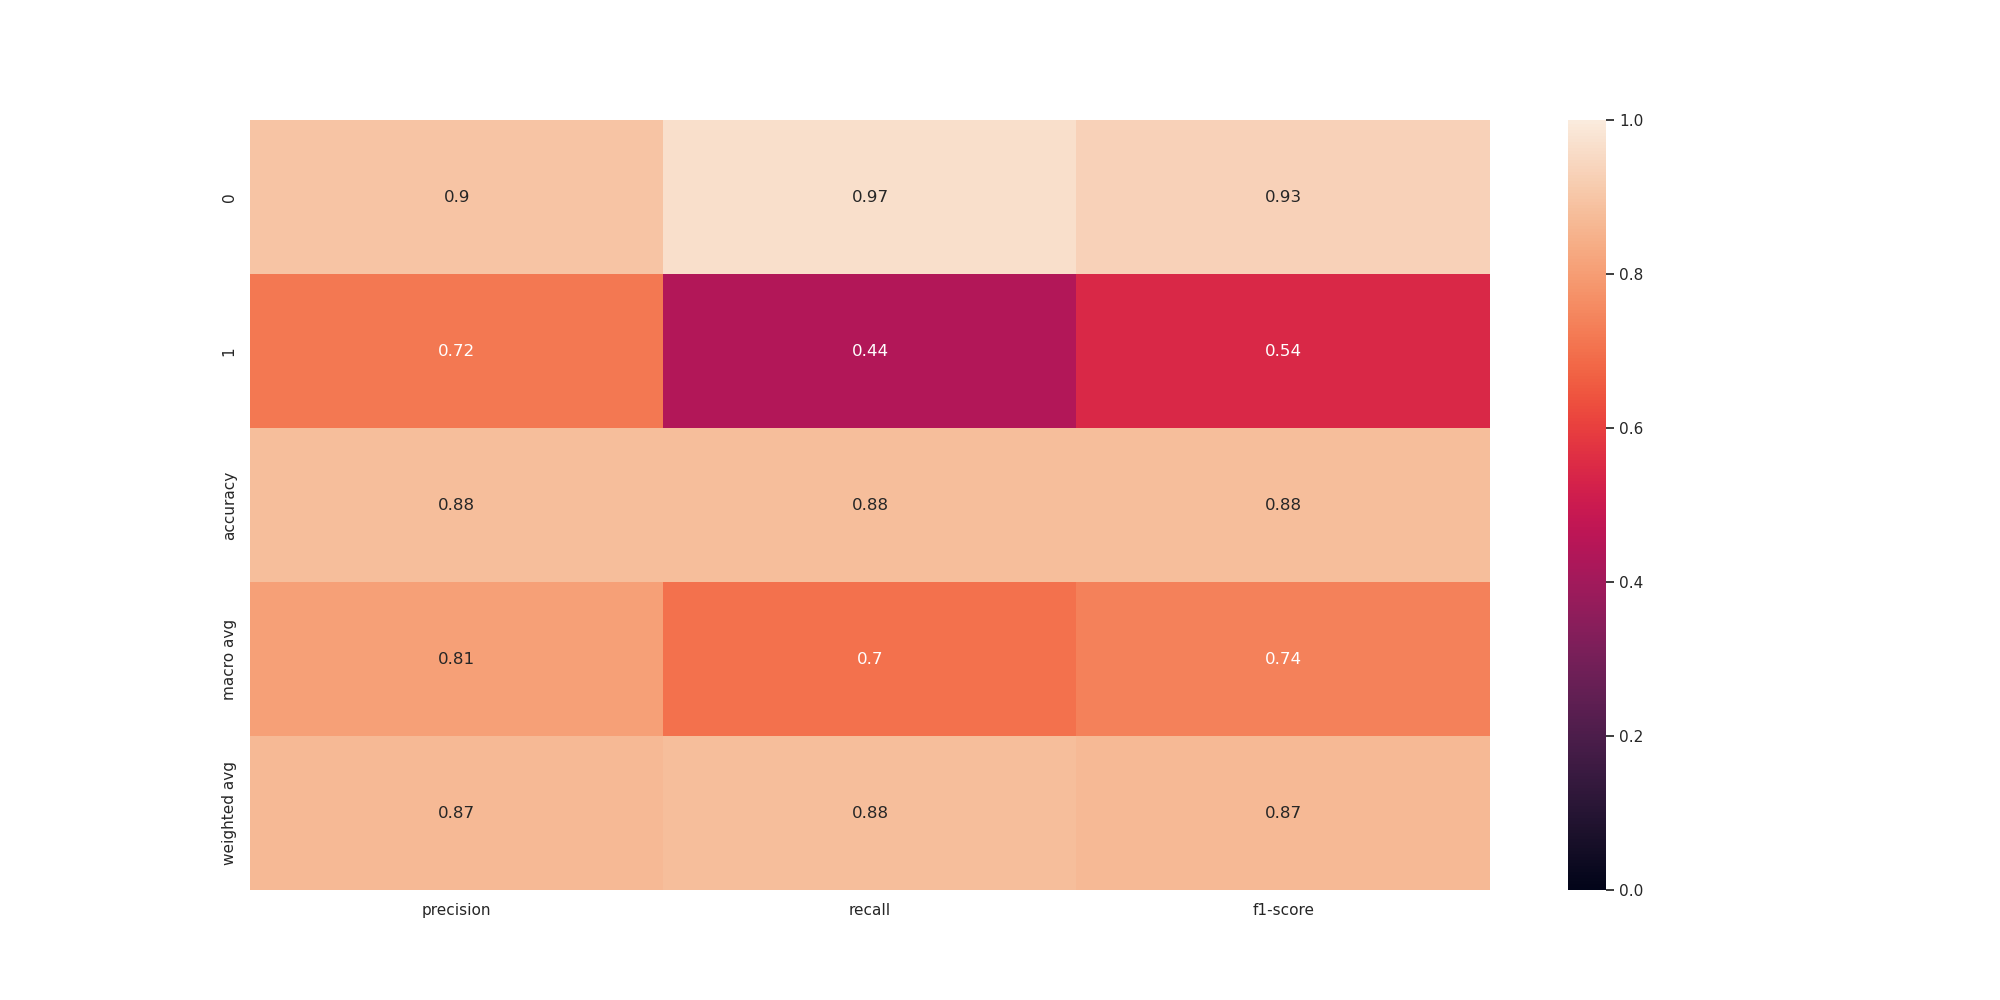 0 0.9 0.97 0.93
1 0.72 0.44 0.54
accuracy 0.88 0.88 0.88
macro avg 0.81 0.7 0.74
weighted avg 0.87 0.88 0.87
precision recall f1-score
1.0
0.8
0.6
0.4
0.2
0.0